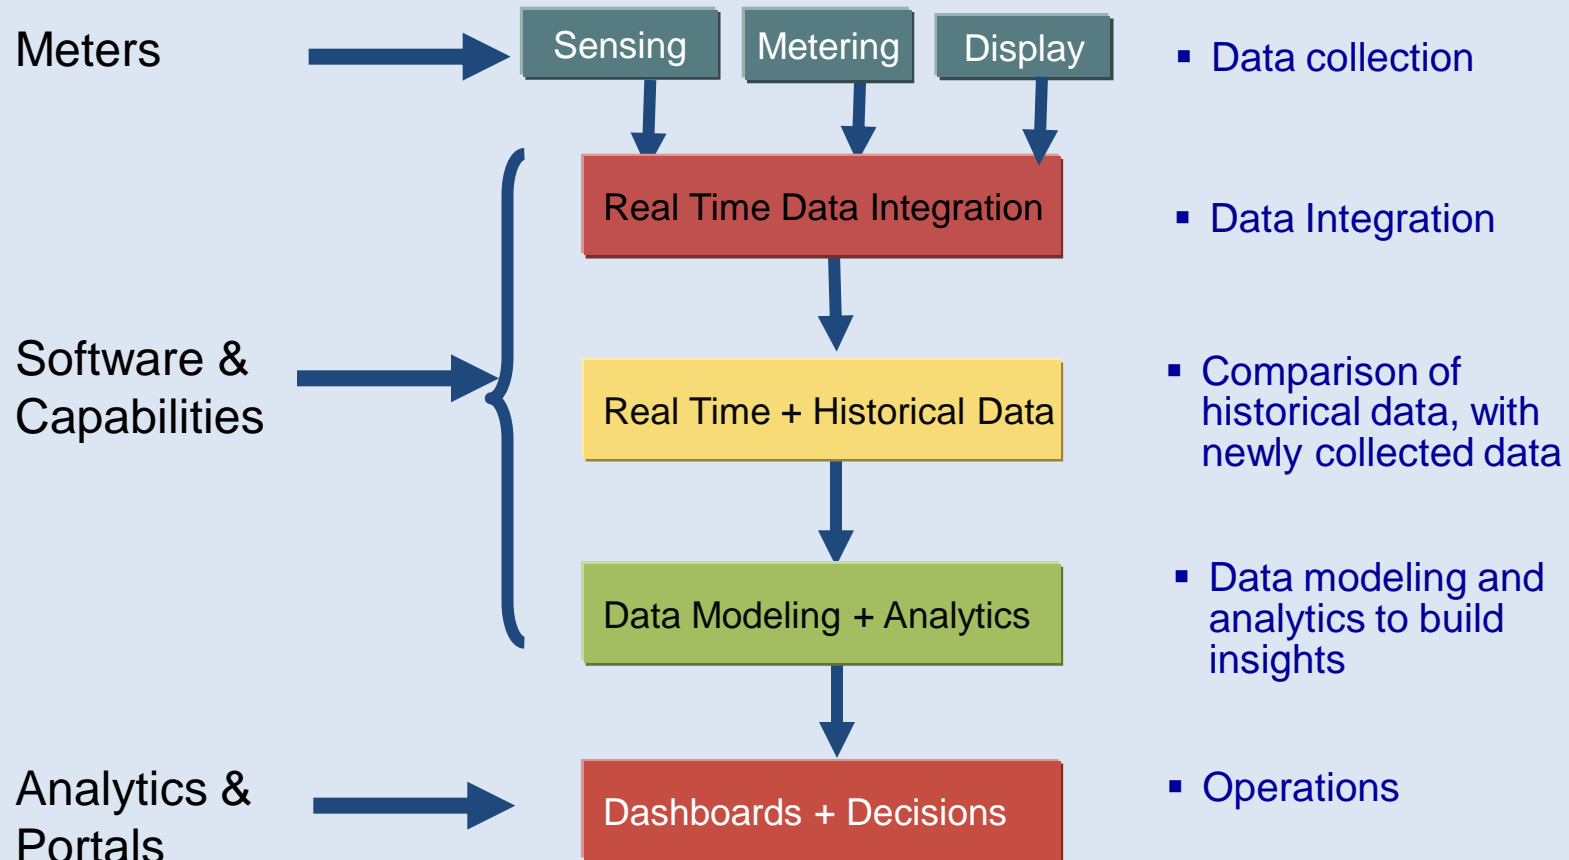 Meters
Sensing
Metering
Display
▪ Data collection
Real Time Data Integration
▪ Data Integration
Software &
Capabilities
Real Time + Historical Data
▪ Comparison of
historical data, with
newly collected data
Data Modeling + Analytics
▪ Data modeling and
analytics to build
insights
Analytics &
Portals
Dashboards + Decisions
▪ Operations